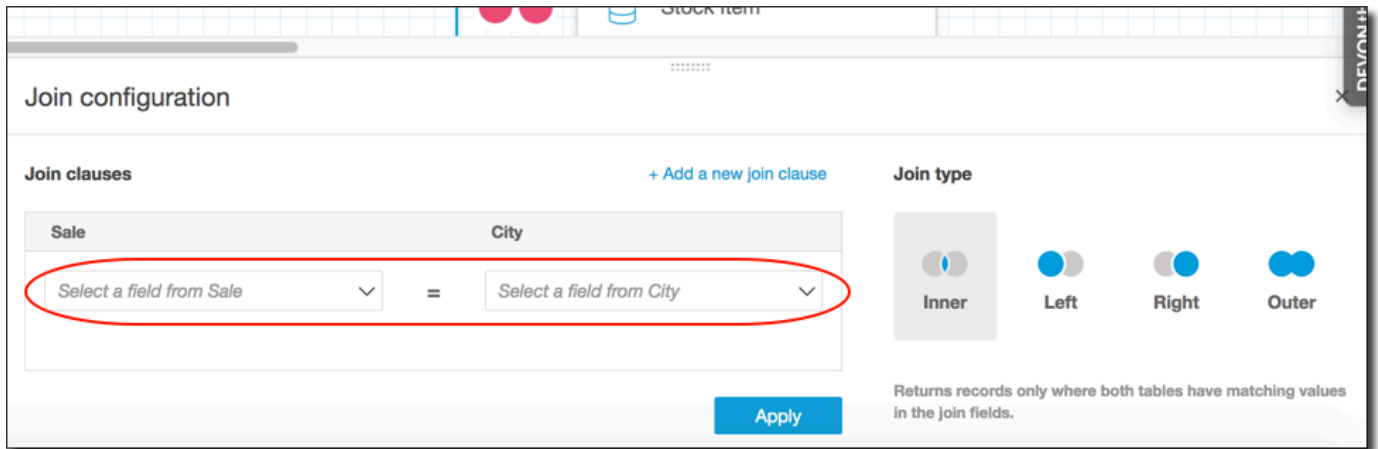 Stock Item
DEVON
Join configuration
Join clauses
+ Add a new join clause
Join type
Sale
City
Select a field from Sale
=
Select a field from City
Inner
Left
Right
Outer
Returns records only where both tables have matching values
in the join fields.
Apply